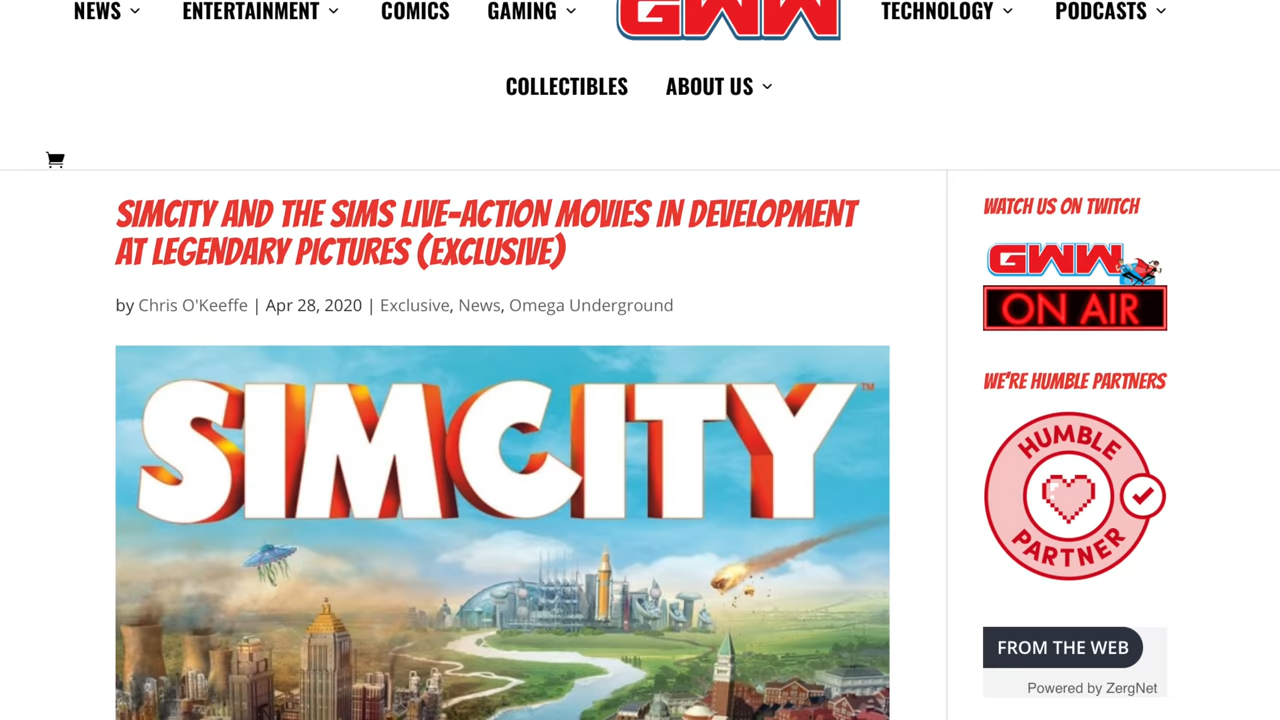 NEWS ENTERTAINMENT COMICS GAMING GWW TECHNOLOGY PODCASTS
COLLECTIBLES ABOUT US
SIMCITY AND THE SIMS LIVE-ACTION MOVIES IN DEVELOPMENT
AT LEGENDARY PICTURES (EXCLUSIVE)
by Chris O'Keeffe | Apr 28, 2020 | Exclusive, News, Omega Underground
SIMCITY™
WATCH US ON TWITCH
GWW
ON AIR
WE'RE HUMBLE PARTNERS
HUMBLE
PARTNER
FROM THE WEB
Powered by ZergNet